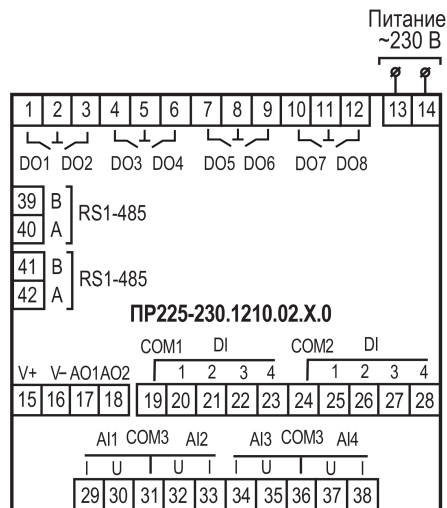 Питание
~230 В
1 2 3 4 5 6 7 8 9 10 11 12 13 14
DO1 DO2 DO3 DO4 DO5 DO6 DO7 DO8
39 B
RS1-485
40 A
41 B
RS1-485
42 A
ПР225-230.1210.02.X.0
COM1 DI COM2 DI
V+ V– AO1 AO2 1 2 3 4 1 2 3 4
15 16 17 18 19 20 21 22 23 24 25 26 27 28
AI1 COM3 AI2 AI3 COM3 AI4
I U U I I U U I
29 30 31 32 33 34 35 36 37 38